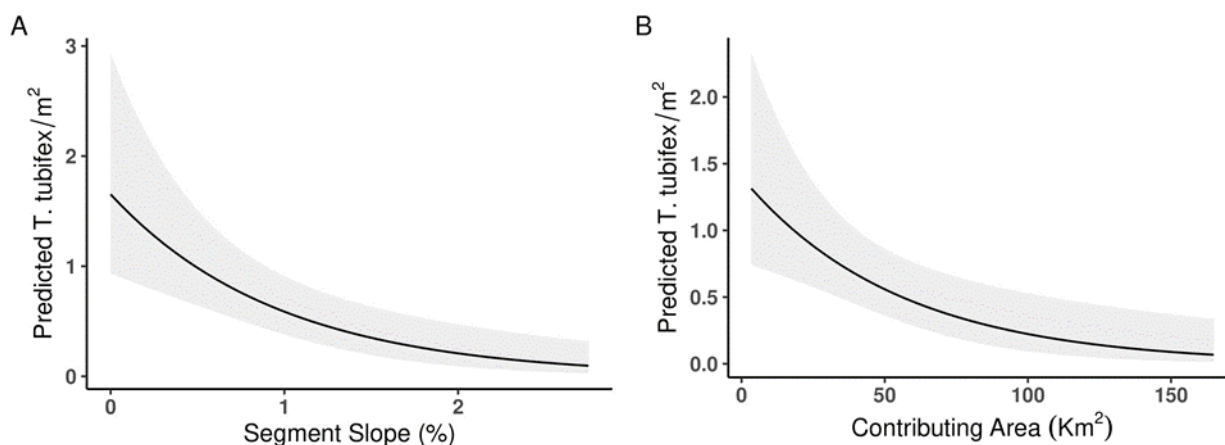 A
Predicted T. tubifex/m²
3
2
1
0
0 1 2
Segment Slope (%)
B
Predicted T. tubifex/m²
2.0
1.5
1.0
0.5
0.0
0 50 100 150
Contributing Area (Km²)